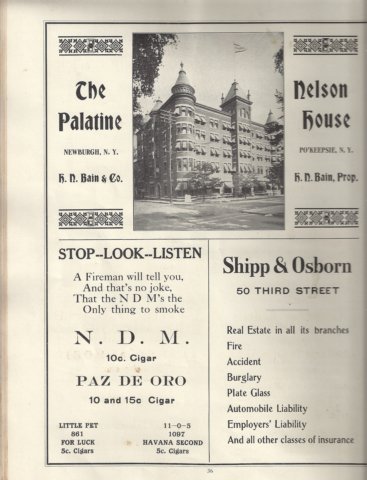 The
Palatine
NEWBURGH, N. Y.
H. N. Bain & Co.
Nelson
House
PO'KEEPSIE, N. Y.
H. N. Bain, Prop.
STOP--LOOK--LISTEN
A Fireman will tell you,
And that's no joke,
That the N D M's the
Only thing to smoke
N. D. M.
10c. Cigar
PAZ DE ORO
10 and 15c Cigar
LITTLE PET
861
FOR LUCK
5c. Cigars
11-0-5
1097
HAVANA SECOND
5c. Cigars
Shipp & Osborn
50 THIRD STREET
Real Estate in all its branches
Fire
Accident
Burglary
Plate Glass
Automobile Liability
Employers' Liability
And all other classes of insurance
36